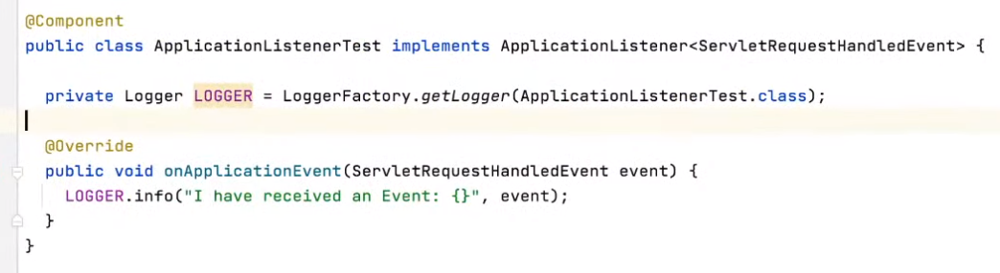 @Component
public class ApplicationListenerTest implements ApplicationListener<ServletRequestHandledEvent> {
private Logger LOGGER = LoggerFactory.getLogger(ApplicationListenerTest.class);
@Override
public void onApplicationEvent(ServletRequestHandledEvent event) {
LOGGER.info("I have received an Event: {}", event);
}
}